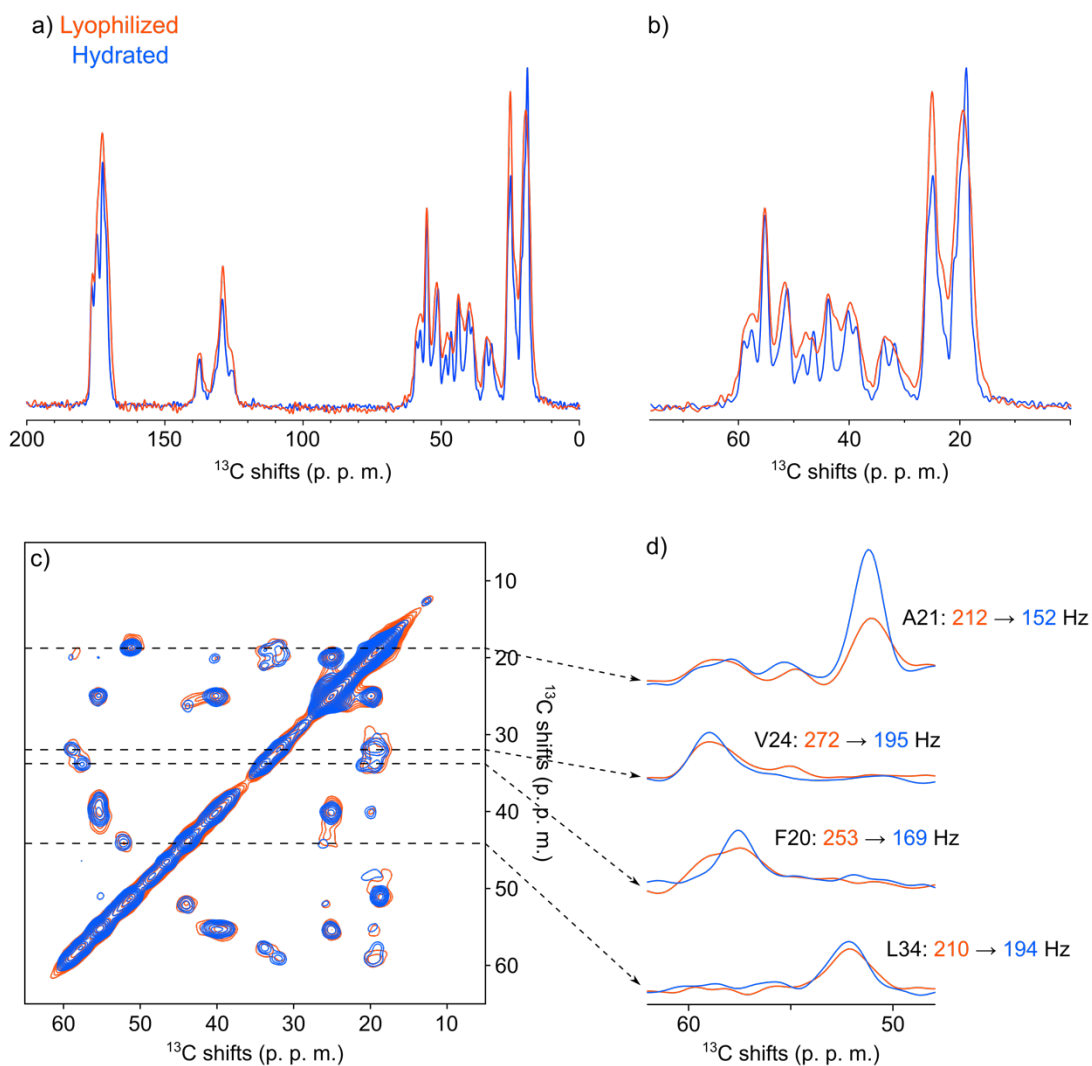 a) Lyophilized
Hydrated
b)
200 150 100 50 0
¹³C shifts (p. p. m.)
60 40 20
¹³C shifts (p. p. m.)
c)
10
20
30
40
50
60
¹³C shifts (p. p. m.)
60 50 40 30 20 10
¹³C shifts (p. p. m.)
d)
A21: 212 → 152 Hz
V24: 272 → 195 Hz
F20: 253 → 169 Hz
L34: 210 → 194 Hz
60 50
¹³C shifts (p. p. m.)